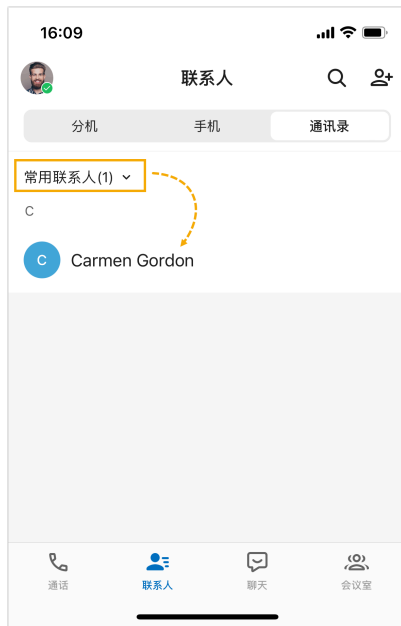 16:09
联系人
分机 手机 通讯录
常用联系人(1)
C
C Carmen Gordon
通话 联系人 聊天 会议室